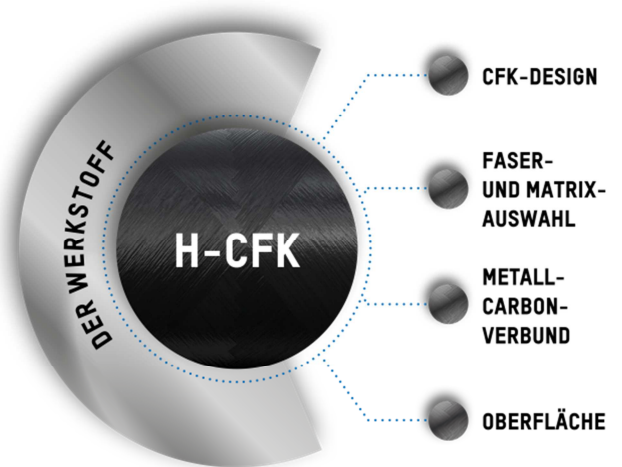 DER WERKSTOFF
H-CFK
CFK-DESIGN
FASER-
UND MATRIX-
AUSWAHL
METALL-
CARBON-
VERBUND
OBERFLÄCHE